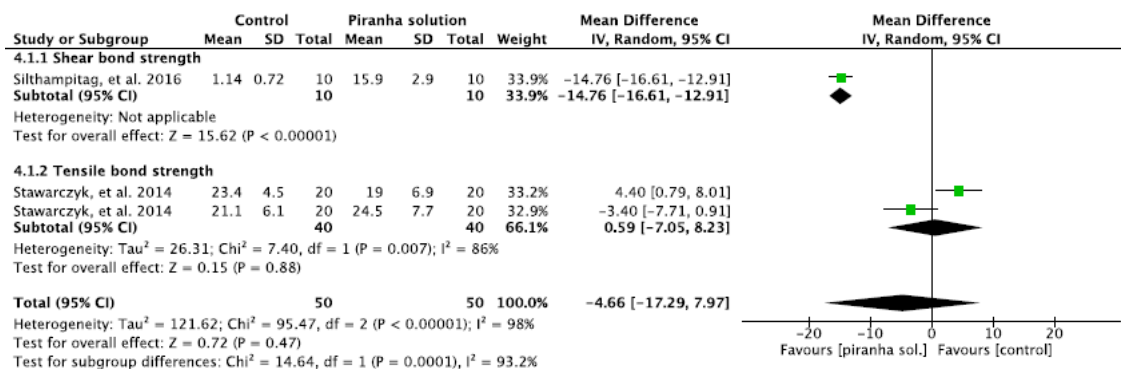 Control Piranha solution Mean Difference Mean Difference
Study or Subgroup Mean SD Total Mean SD Total Weight IV, Random, 95% CI IV, Random, 95% CI
4.1.1 Shear bond strength
Silthampitag, et al. 2016 1.14 0.72 10 15.9 2.9 10 33.9% −14.76 [−16.61, −12.91]
Subtotal (95% CI) 10 10 33.9% −14.76 [−16.61, −12.91]
Heterogeneity: Not applicable
Test for overall effect: Z = 15.62 (P < 0.00001)
4.1.2 Tensile bond strength
Stawarczyk, et al. 2014 23.4 4.5 20 19 6.9 20 33.2% 4.40 [0.79, 8.01]
Stawarczyk, et al. 2014 21.1 6.1 20 24.5 7.7 20 32.9% −3.40 [−7.71, 0.91]
Subtotal (95% CI) 40 40 66.1% 0.59 [−7.05, 8.23]
Heterogeneity: Tau² = 26.31; Chi² = 7.40, df = 1 (P = 0.007); I² = 86%
Test for overall effect: Z = 0.15 (P = 0.88)
Total (95% CI) 50 50 100.0% −4.66 [−17.29, 7.97]
Heterogeneity: Tau² = 121.62; Chi² = 95.47, df = 2 (P < 0.00001); I² = 98%
Test for overall effect: Z = 0.72 (P = 0.47)
Test for subgroup differences: Chi² = 14.64, df = 1 (P = 0.0001), I² = 93.2%
−20 −10 0 10 20
Favours [piranha sol.] Favours [control]